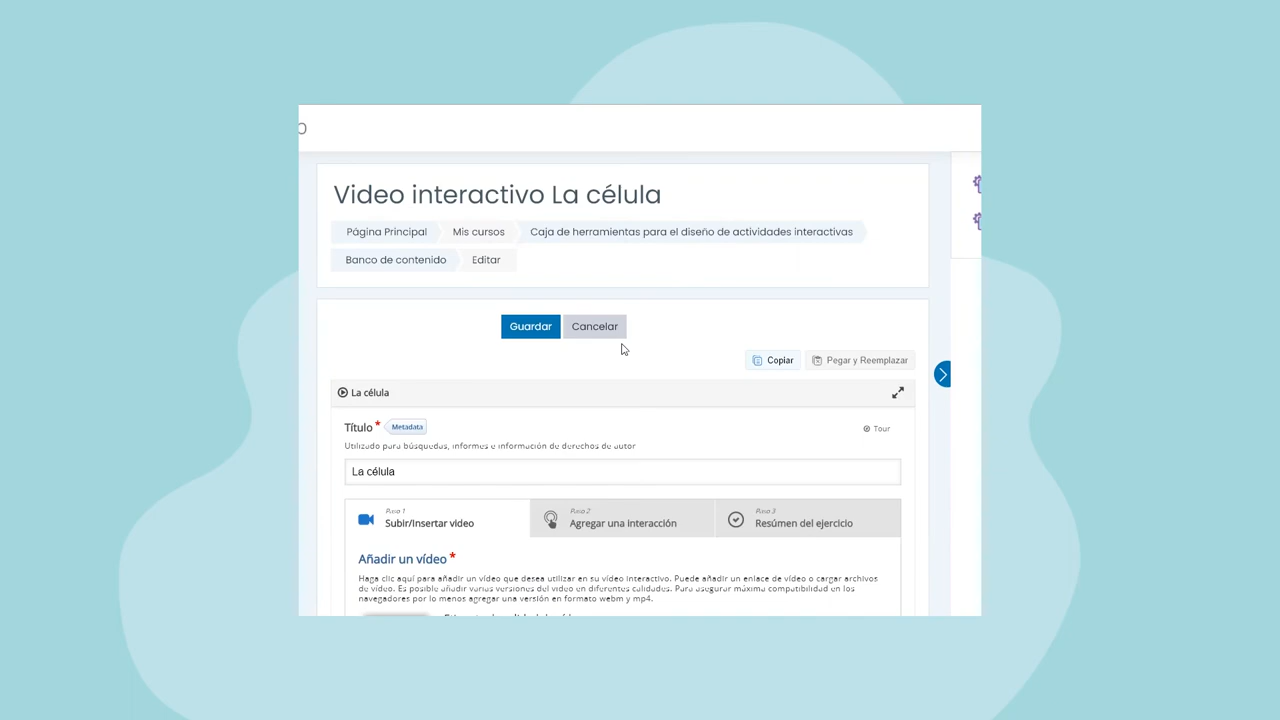 Video interactivo La célula
Página Principal Mis cursos Caja de herramientas para el diseño de actividades interactivas
Banco de contenido Editar
Guardar Cancelar
Copiar Pegar y Reemplazar
La célula
Título * Metadata
Tour
Utilizado para búsquedas, informes e información de derechos de autor
La célula
Paso 1
Subir/Insertar video
Paso 2
Agregar una interacción
Paso 3
Resúmen del ejercicio
Añadir un vídeo *
Haga clic aquí para añadir un vídeo que desea utilizar en su vídeo interactivo. Puede añadir un enlace de vídeo o cargar archivos
de vídeo. Es posible añadir varias versiones del vídeo en diferentes calidades. Para asegurar máxima compatibilidad en los
navegadores por lo menos agregar una versión en formato webm y mp4.